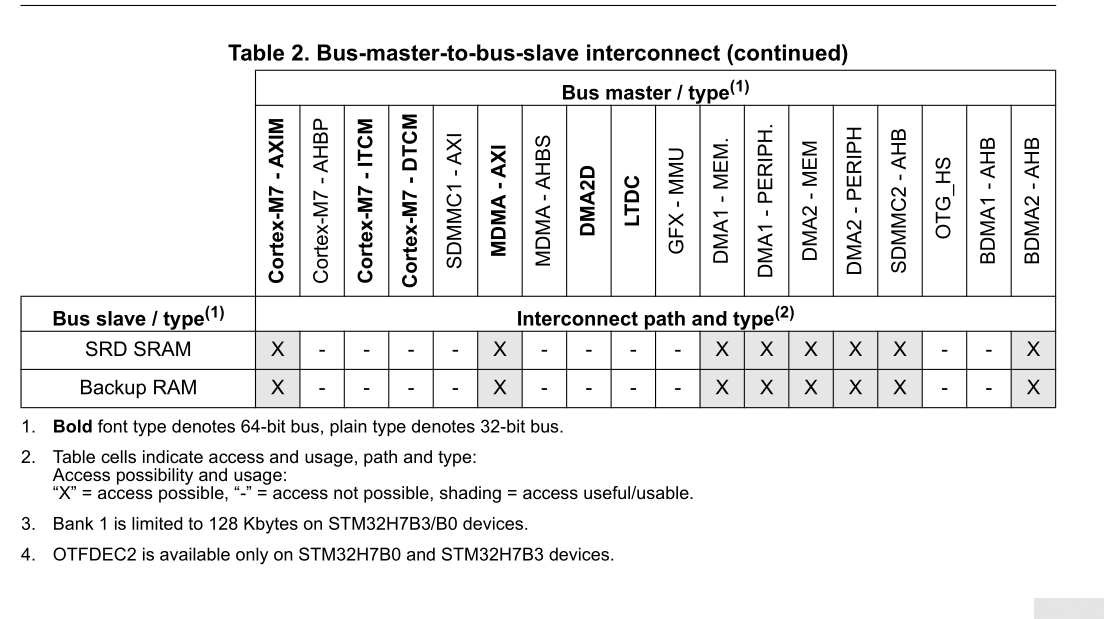 Table 2. Bus-master-to-bus-slave interconnect (continued)
Bus master / type(1)
Cortex-M7 - AXIM
Cortex-M7 - AHBP
Cortex-M7 - ITCM
Cortex-M7 - DTCM
SDMMC1 - AXI
MDMA - AXI
MDMA - AHBS
DMA2D
LTDC
GFX - MMU
DMA1 - MEM.
DMA1 - PERIPH.
DMA2 - MEM
DMA2 - PERIPH
SDMMC2 - AHB
OTG_HS
BDMA1 - AHB
BDMA2 - AHB
Bus slave / type(1) Interconnect path and type(2)
SRD SRAM X - - - - X - - - - X X X X X - - X
Backup RAM X - - - - X - - - - X X X X X - - X
1. Bold font type denotes 64-bit bus, plain type denotes 32-bit bus.
2. Table cells indicate access and usage, path and type:
Access possibility and usage:
“X” = access possible, “-” = access not possible, shading = access useful/usable.
3. Bank 1 is limited to 128 Kbytes on STM32H7B3/B0 devices.
4. OTFDEC2 is available only on STM32H7B0 and STM32H7B3 devices.